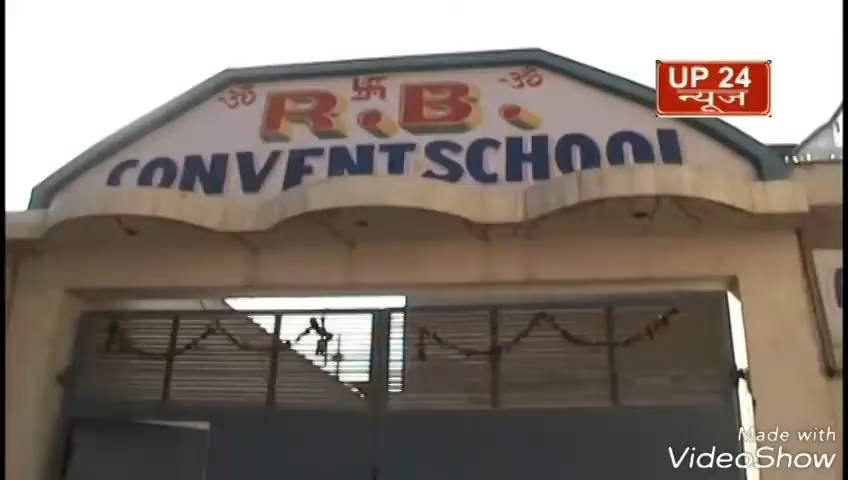 UP 24
न्यूज
ॐ 卐 ॐ
R. B.
CONVENT SCHOOL
Made with
VideoShow